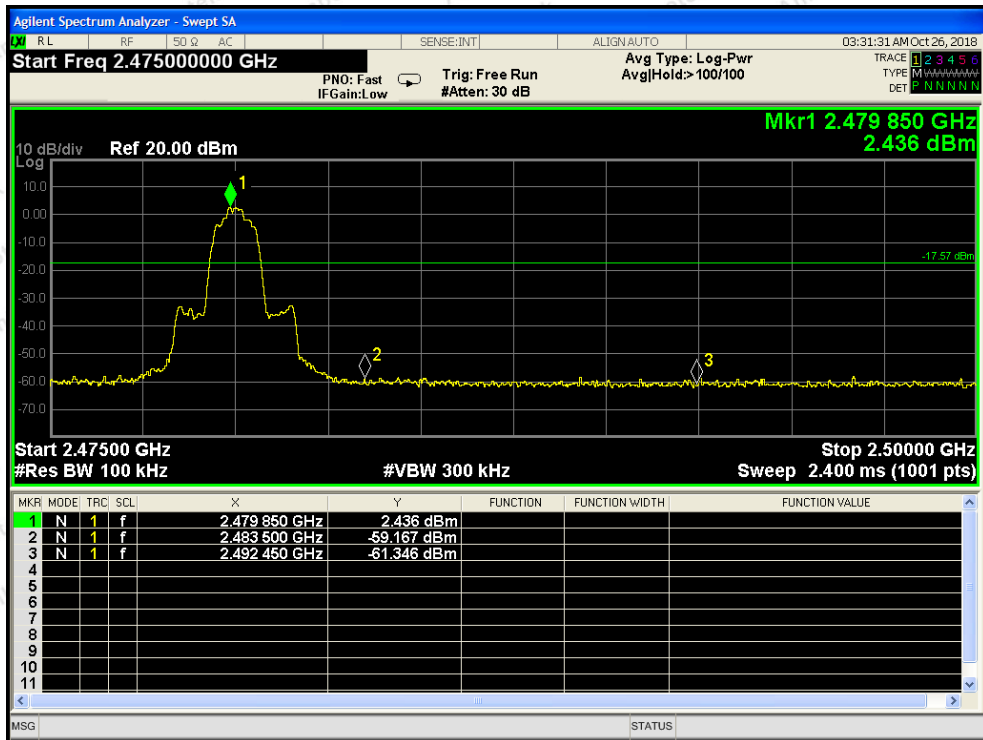 Agilent Spectrum Analyzer - Swept SA
LXI RL RF 50 Ω AC SENSE:INT ALIGN AUTO 03:31:31 AM Oct 26, 2018
Start Freq 2.475000000 GHz
PNO: Fast
IFGain:Low
Trig: Free Run
#Atten: 30 dB
Avg Type: Log-Pwr
Avg|Hold:> 100/100
TRACE 1 2 3 4 5 6
TYPE M WWWWW
DET P N N N N N
Mkr1 2.479 850 GHz
2.436 dBm
10 dB/div Ref 20.00 dBm
Log
10.0
0.00
-10.0
-20.0
-30.0
-40.0
-50.0
-60.0
-70.0
1
-17.57 dBm
2
3
Start 2.47500 GHz Stop 2.50000 GHz
#Res BW 100 kHz #VBW 300 kHz Sweep 2.400 ms (1001 pts)
MKR MODE TRC SCL X Y FUNCTION FUNCTION WIDTH FUNCTION VALUE
1 N 1 f 2.479 850 GHz 2.436 dBm
2 N 1 f 2.483 500 GHz -59.167 dBm
3 N 1 f 2.492 450 GHz -61.346 dBm
4
5
6
7
8
9
10
11
MSG STATUS